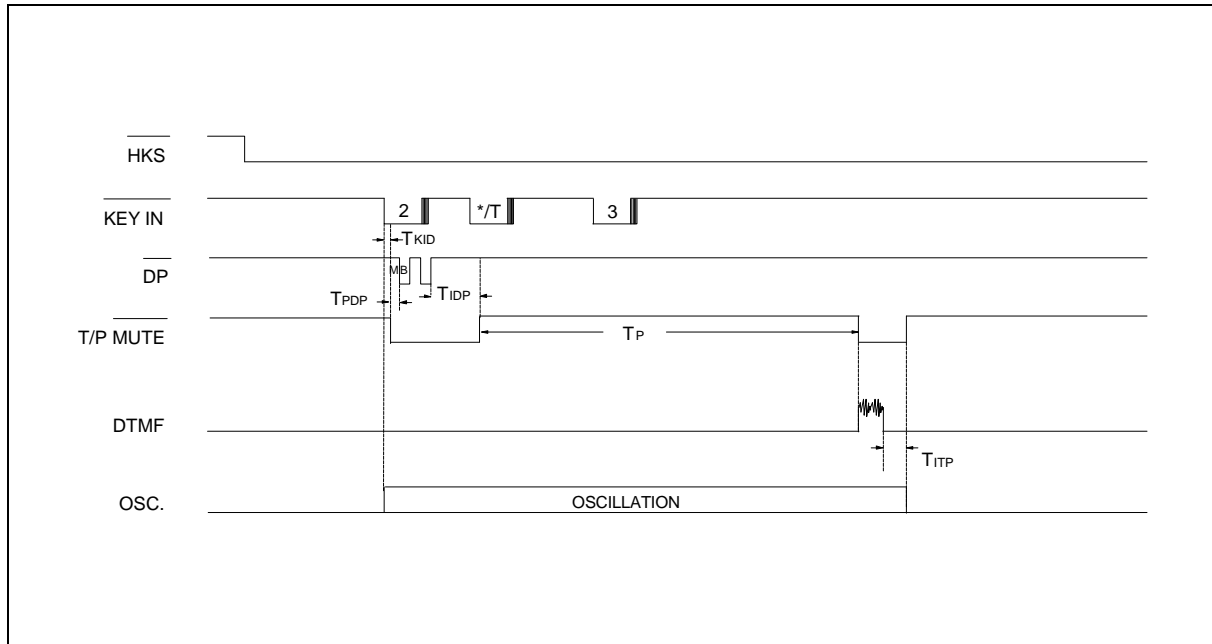 HKS
KEY IN
2
*/T
3
TKID
DP
MB
TPDP
TIDP
T/P MUTE
TP
DTMF
TITP
OSC.
OSCILLATION